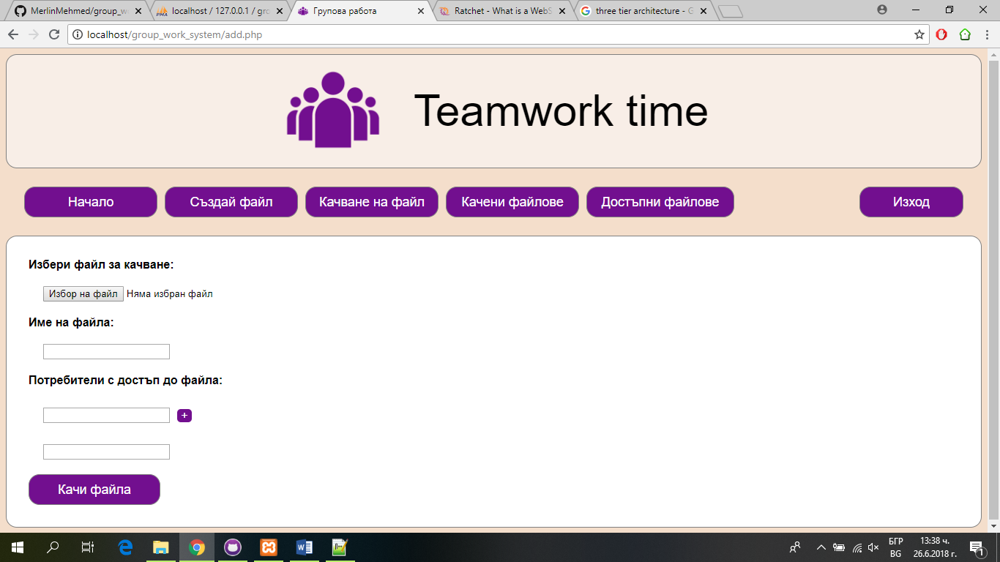 MerlinMehmed/group_w
localhost / 127.0.0.1 / gro
Групова работа
Ratchet - What is a WebS
three tier architecture - G
localhost/group_work_system/add.php
Teamwork time
Начало
Създай файл
Качване на файл
Качени файлове
Достъпни файлове
Изход
Избери файл за качване:
Избор на файл Няма избран файл
Име на файла:
Потребители с достъп до файла:
+
Качи файла
БГР
BG
13:38 ч.
26.6.2018 г.
1